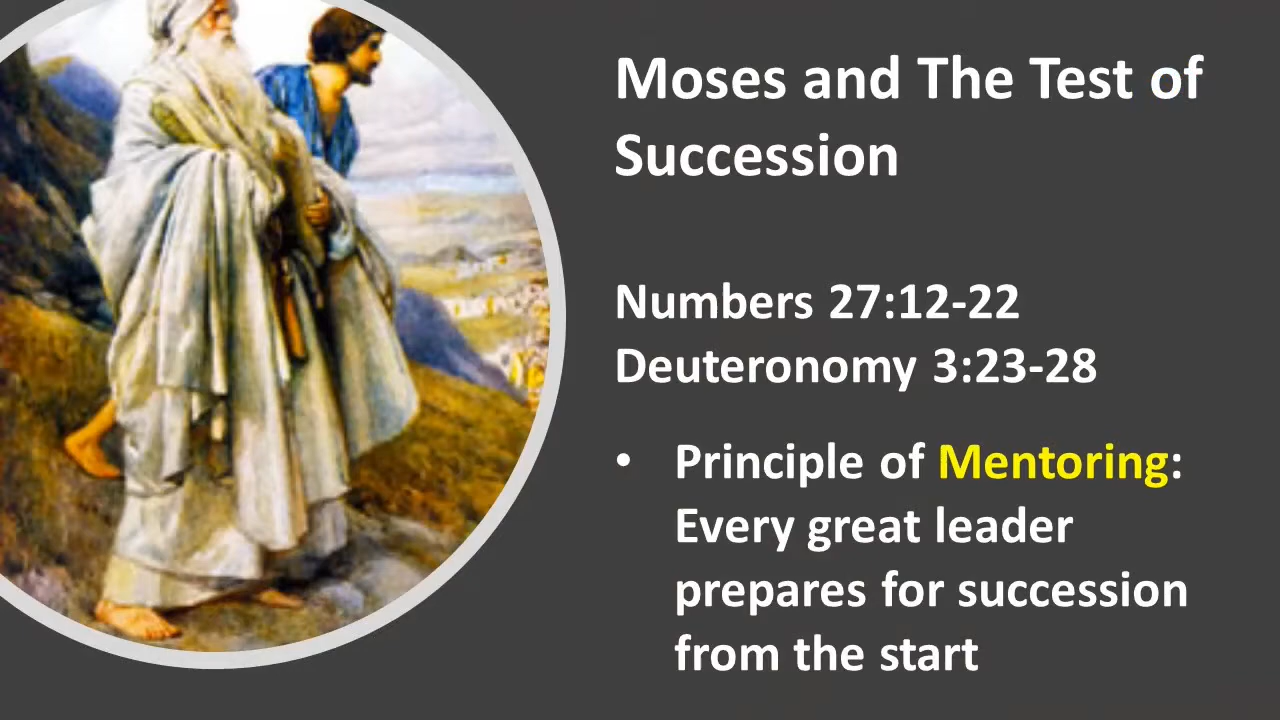 Moses and The Test of
Succession
Numbers 27:12-22
Deuteronomy 3:23-28
• Principle of Mentoring:
Every great leader
prepares for succession
from the start